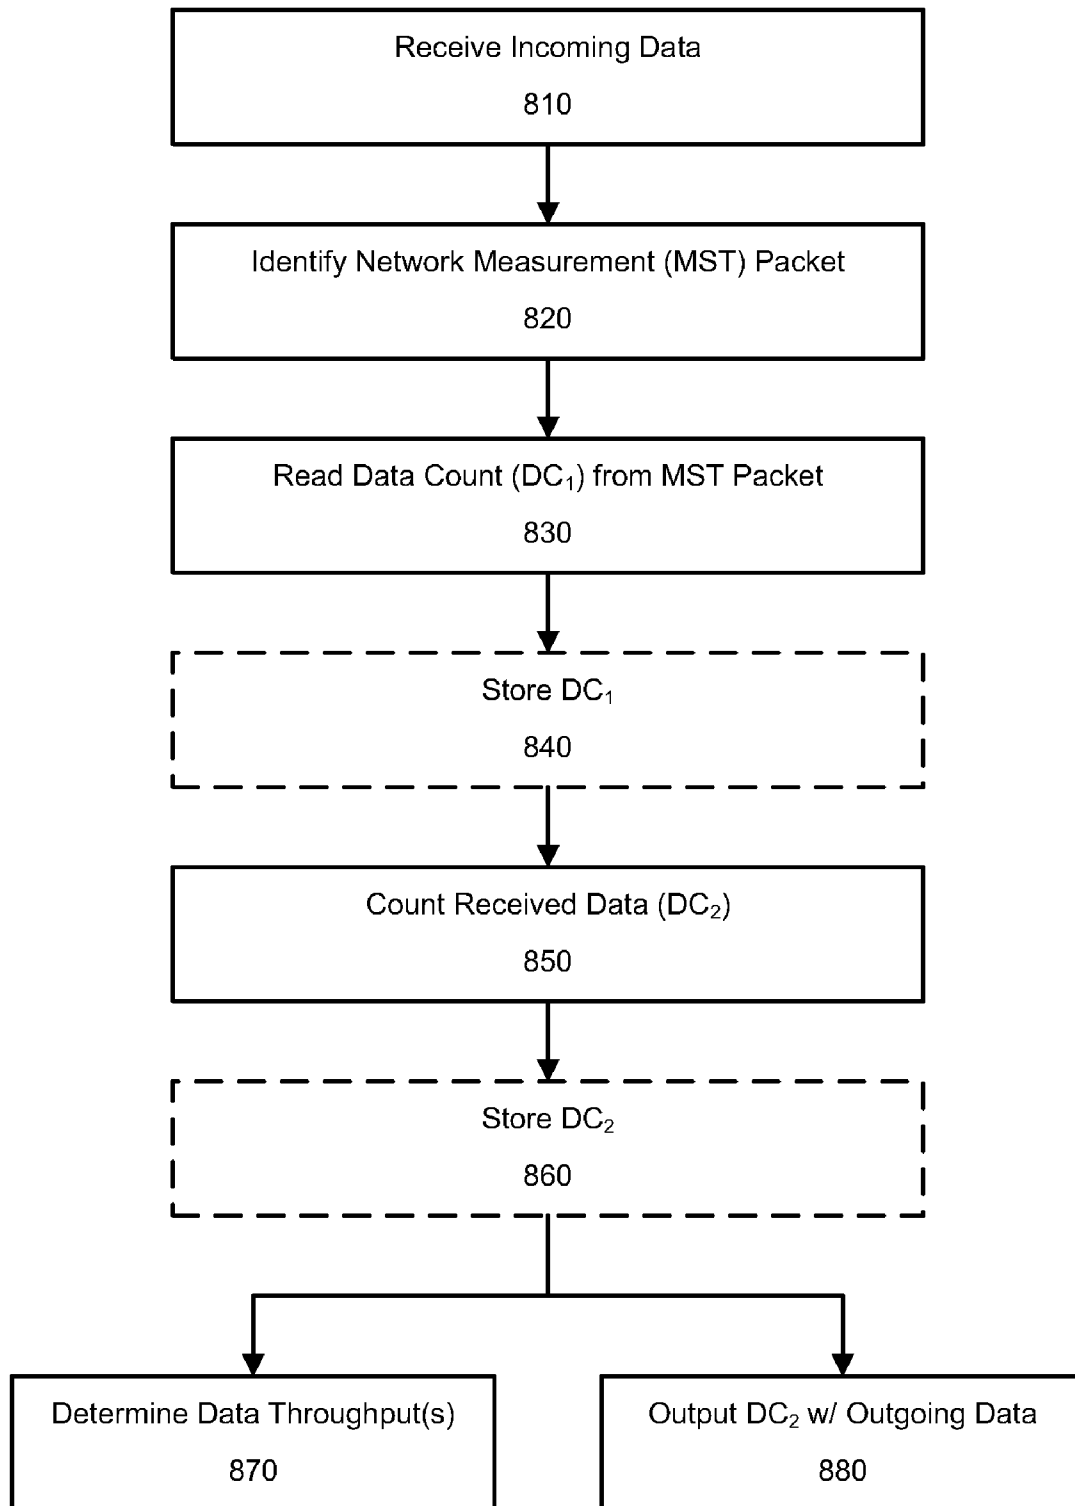 Receive Incoming Data
810
Identify Network Measurement (MST) Packet
820
Read Data Count (DC₁) from MST Packet
830
Store DC₁
840
Count Received Data (DC₂)
850
Store DC₂
860
Determine Data Throughput(s)
870
Output DC₂ w/ Outgoing Data
880